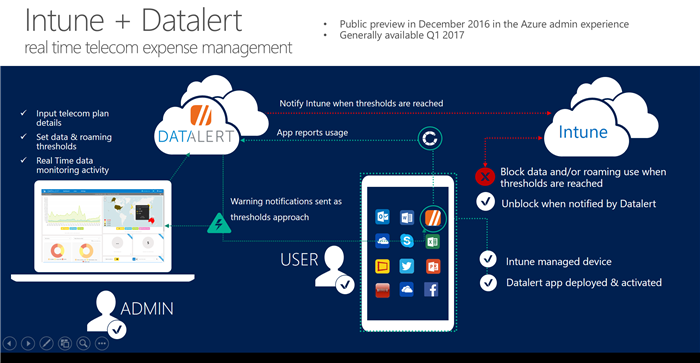 Intune + Datalert
real time telecom expense management
• Public preview in December 2016 in the Azure admin experience
• Generally available Q1 2017
✓ Input telecom plan
details
✓ Set data & roaming
thresholds
✓ Real Time data
monitoring activity
DATALERT
Notify Intune when thresholds are reached
App reports usage
Intune
Block data and/or roaming use when
thresholds are reached
Unblock when notified by Datalert
Warning notifications sent as
thresholds approach
USER
Intune managed device
Datalert app deployed & activated
ADMIN